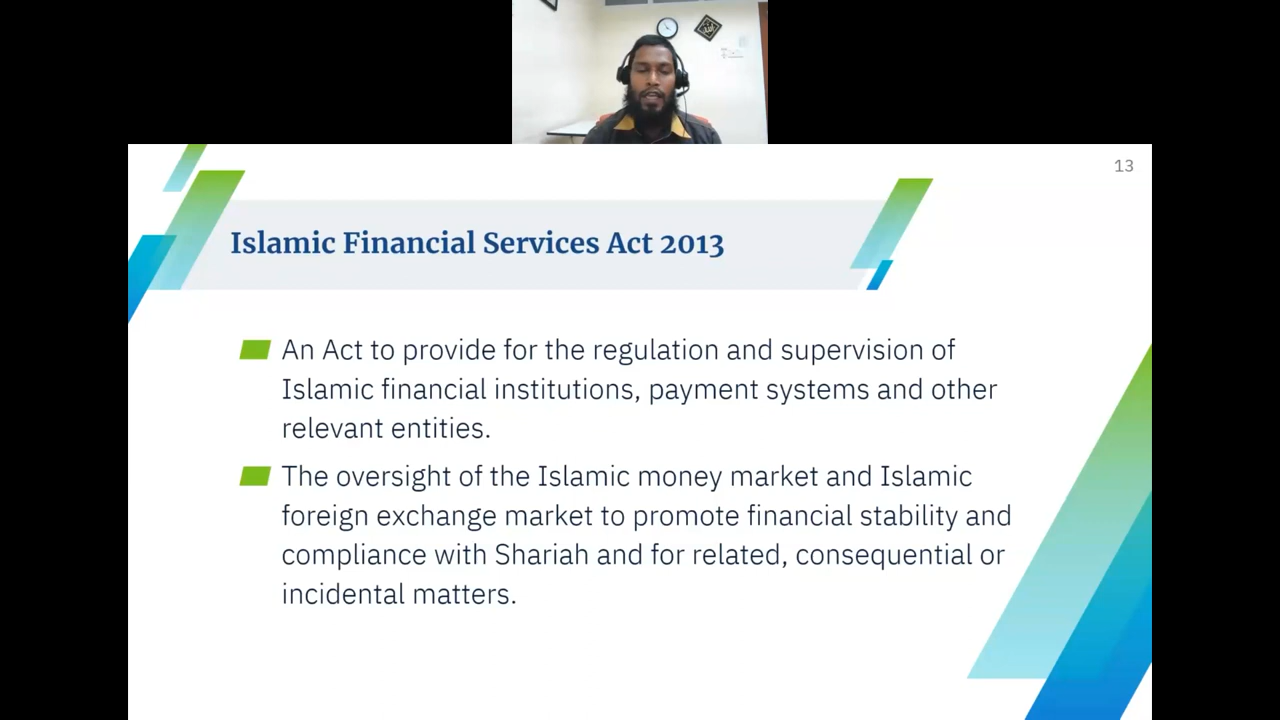 13
Islamic Financial Services Act 2013
An Act to provide for the regulation and supervision of
Islamic financial institutions, payment systems and other
relevant entities.
The oversight of the Islamic money market and Islamic
foreign exchange market to promote financial stability and
compliance with Shariah and for related, consequential or
incidental matters.